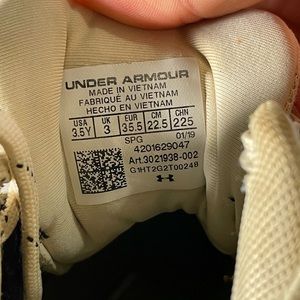 UNDER ARMOUR
MADE IN VIETNAM
FABRIQUÉ AU VIETNAM
HECHO EN VIETNAM
USA UK EUR CM CHN
3.5Y 3 35.5 22.5 225
SPG 01/19
4201629047
Art.3021938-002
G1HT2G2T00248